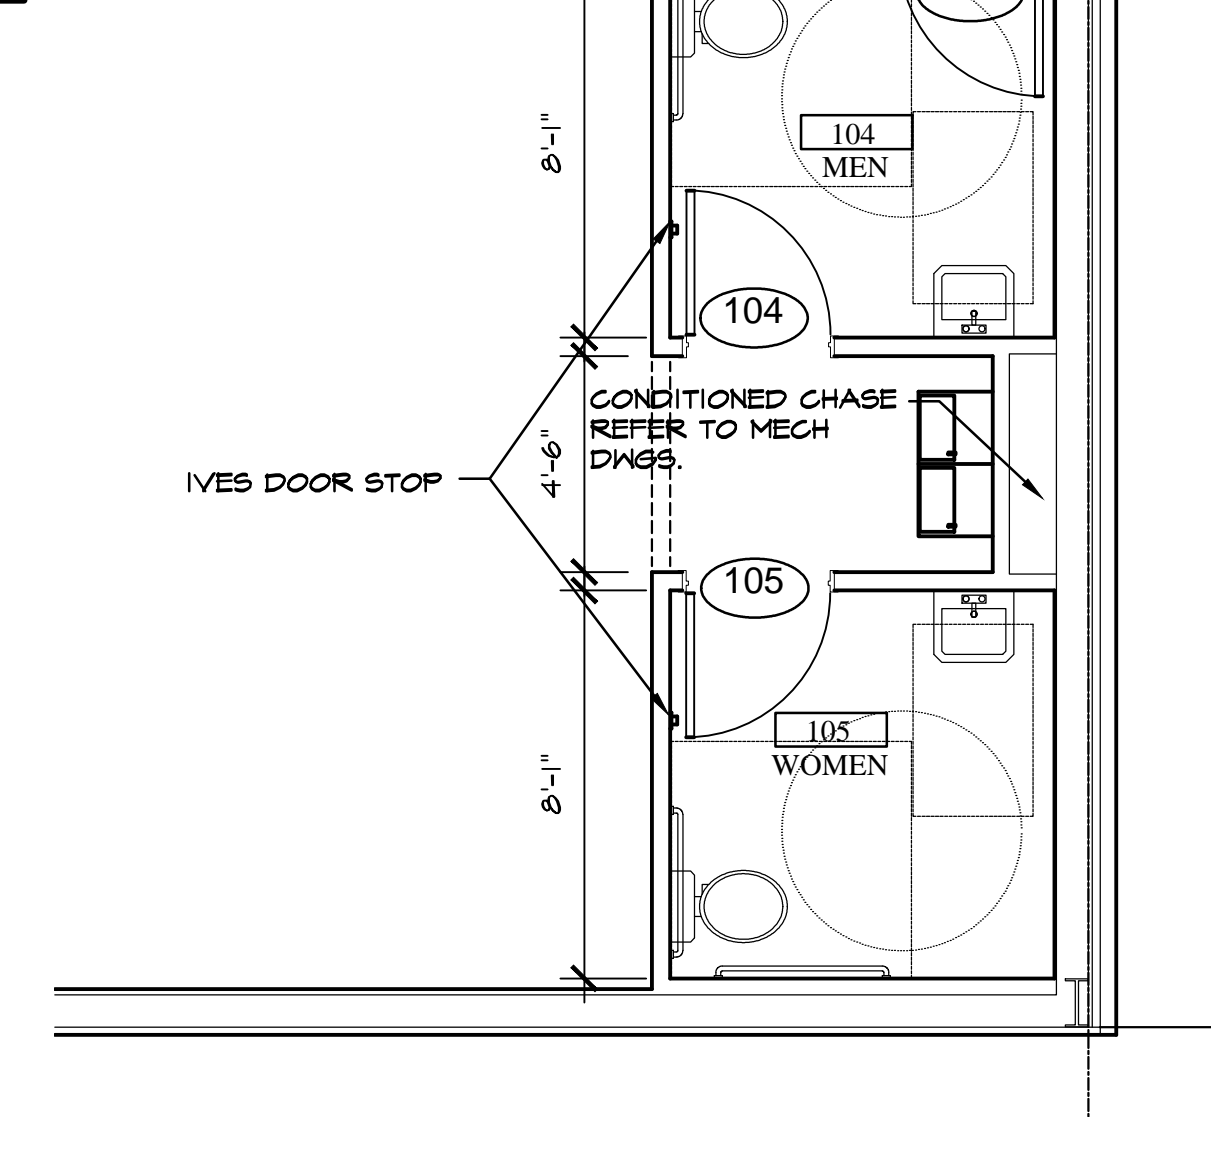 8'-1"
104
MEN
104
CONDITIONED CHASE
REFER TO MECH
DWGS.
4'-6"
IVES DOOR STOP
105
105
WOMEN
8'-1"